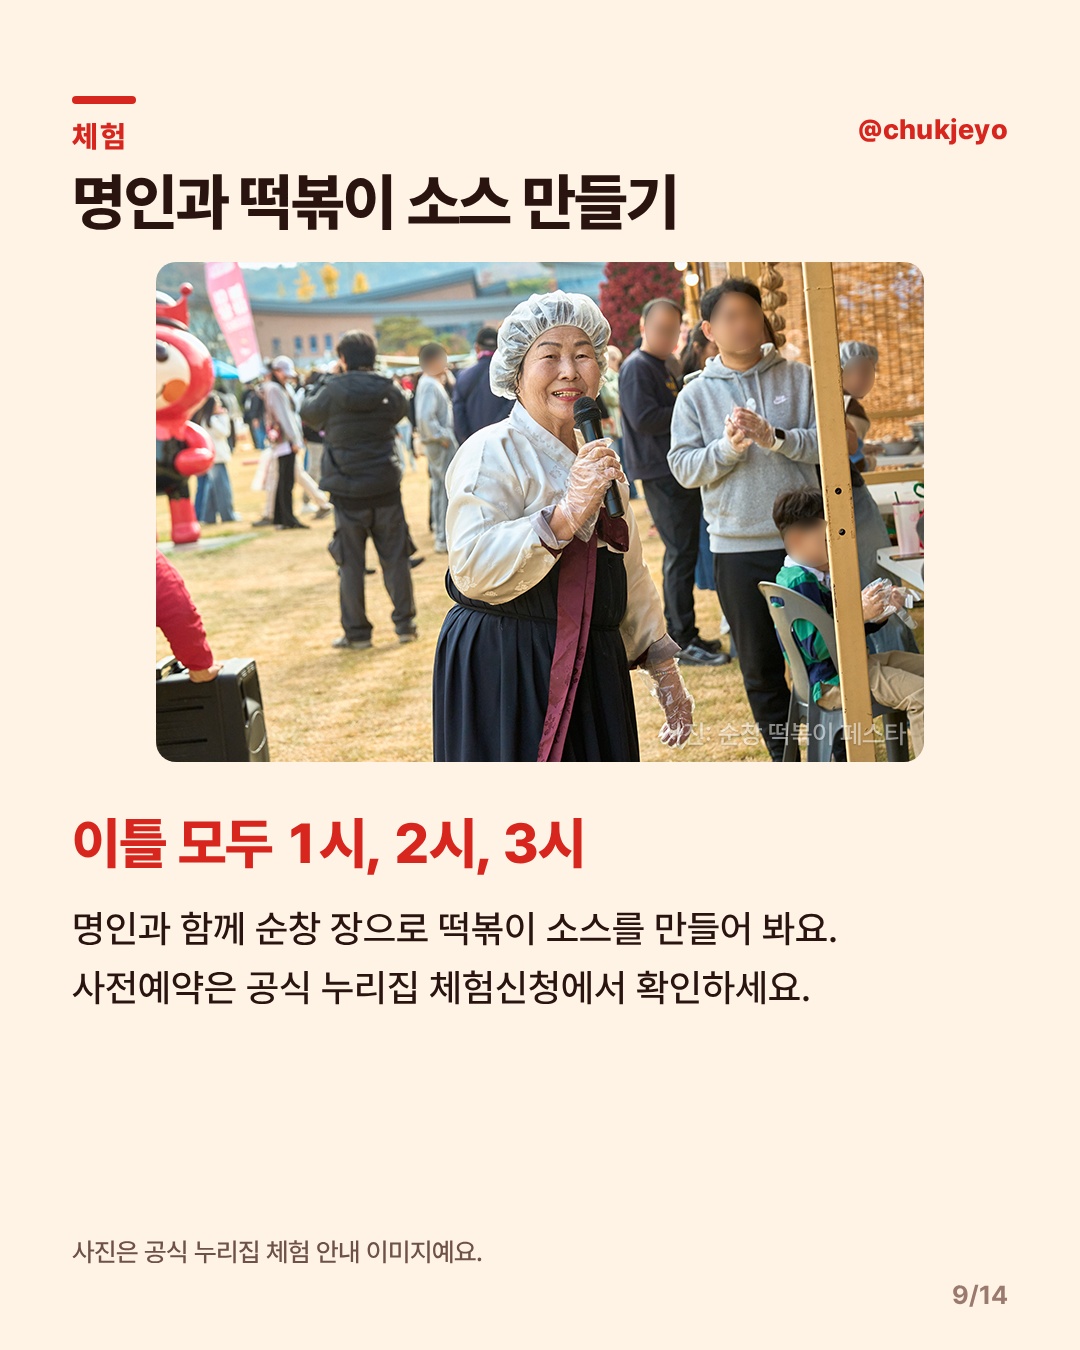 체험
@chukjeyo
명인과 떡볶이 소스 만들기
사진: 순창 떡볶이 페스타
이틀 모두 1시, 2시, 3시
명인과 함께 순창 장으로 떡볶이 소스를 만들어 봐요.
사전예약은 공식 누리집 체험신청에서 확인하세요.
사진은 공식 누리집 체험 안내 이미지예요.
9/14